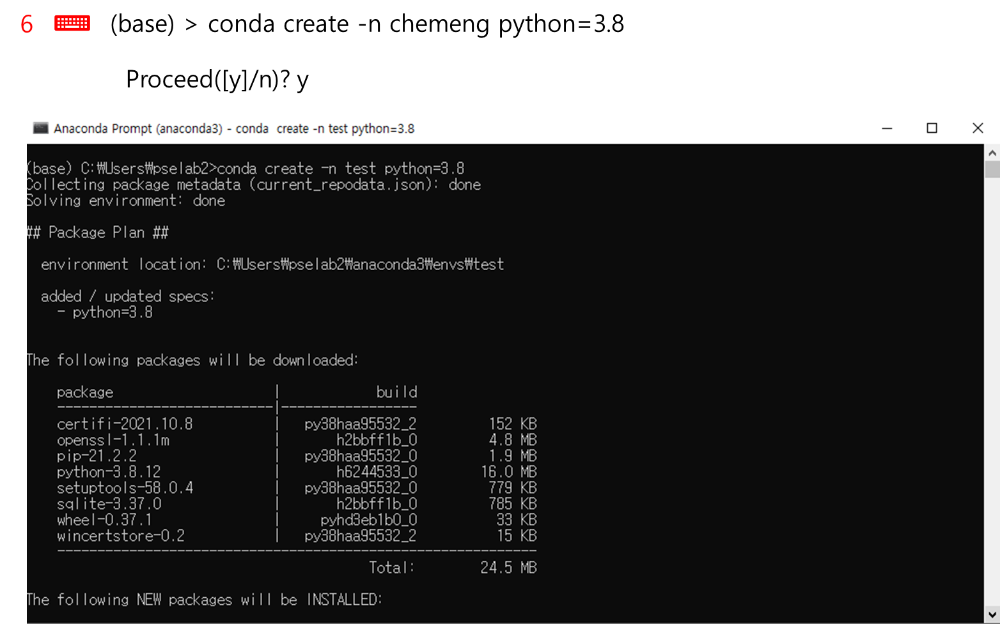 6 (base) > conda create -n chemeng python=3.8
Proceed([y]/n)? y
Anaconda Prompt (anaconda3) - conda  create -n test python=3.8
(base) C:₩Users₩pselab2>conda create -n test python=3.8
Collecting package metadata (current_repodata.json): done
Solving environment: done
## Package Plan ##
environment location: C:₩Users₩pselab2₩anaconda3₩envs₩test
added / updated specs:
- python=3.8
The following packages will be downloaded:
package | build
---------------------------|-----------------
certifi-2021.10.8 | py38haa95532_2 152 KB
openssl-1.1.1m | h2bbff1b_0 4.8 MB
pip-21.2.2 | py38haa95532_0 1.9 MB
python-3.8.12 | h6244533_0 16.0 MB
setuptools-58.0.4 | py38haa95532_0 779 KB
sqlite-3.37.0 | h2bbff1b_0 785 KB
wheel-0.37.1 | pyhd3eb1b0_0 33 KB
wincertstore-0.2 | py38haa95532_2 15 KB
------------------------------------------------------------
Total: 24.5 MB
The following NEW packages will be INSTALLED: